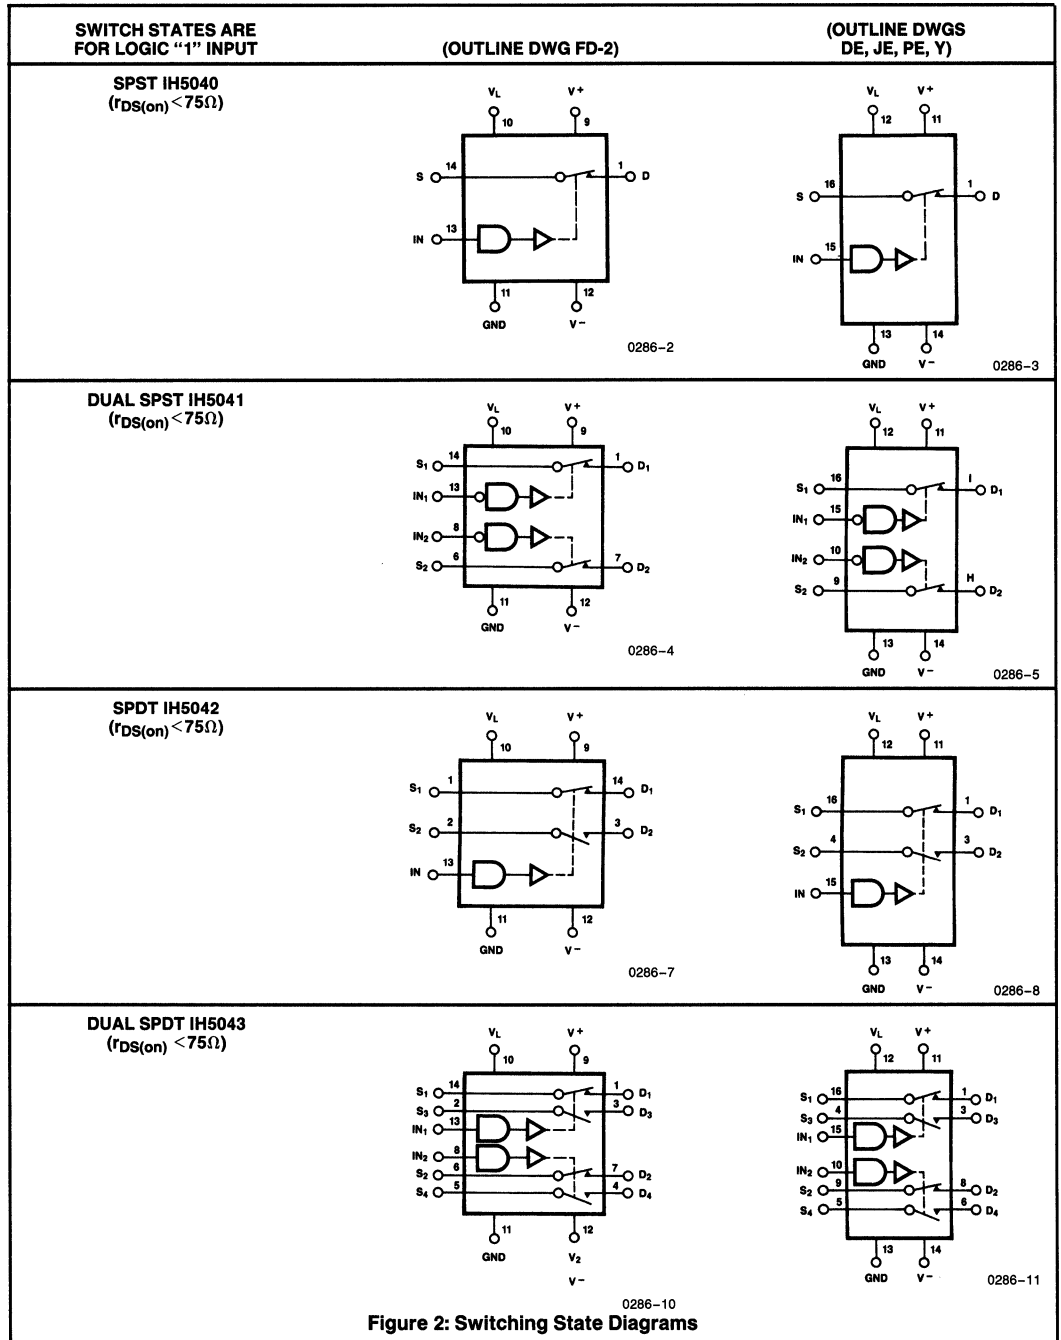 SWITCH STATES ARE
FOR LOGIC “1” INPUT
(OUTLINE DWG FD-2)
(OUTLINE DWGS
DE, JE, PE, Y)
SPST IH5040
(rDS(on)<75Ω)
VL V+
10 9
S 14 1 D
IN 13
11 12
GND V−
0286–2
VL V+
12 11
S 16 1 D
IN 15
13 14
GND V−
0286–3
DUAL SPST IH5041
(rDS(on)<75Ω)
VL V+
10 9
S1 14 1 D1
IN1 13
IN2 8
S2 6 7 D2
11 12
GND V−
0286–4
VL V+
12 11
S1 16 I D1
IN1 15
IN2 10
S2 9 H D2
13 14
GND V−
0286–5
SPDT IH5042
(rDS(on)<75Ω)
VL V+
10 9
S1 1 14 D1
S2 2 3 D2
IN 13
11 12
GND V−
0286–7
VL V+
12 11
S1 16 1 D1
S2 4 3 D2
IN 15
13 14
GND V−
0286–8
DUAL SPDT IH5043
(rDS(on) <75Ω)
VL V+
10 9
S1 14 1 D1
S3 2 3 D3
IN1 13
IN2 8
S2 6 7 D2
S4 5 4 D4
11 12
GND V2
V−
0286–10
VL V+
12 11
S1 16 1 D1
S3 4 3 D3
IN1 15
IN2 10
S2 9 8 D2
S4 5 6 D4
13 14
GND V−
0286–11
Figure 2: Switching State Diagrams